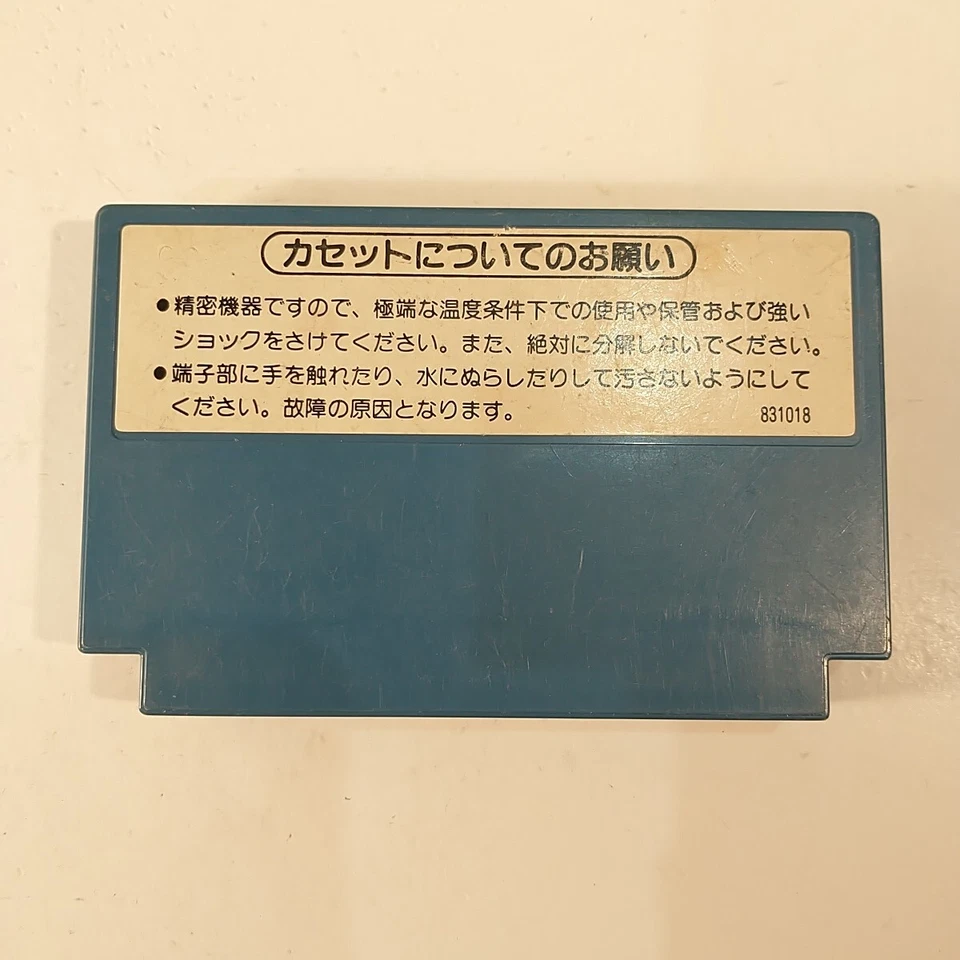 カセットについてのお願い
●精密機器ですので、極端な温度条件下での使用や保管および強い
ショックをさけてください。また、絶対に分解しないでください。
●端子部に手を触れたり、水にぬらしたりして汚さないようにして
ください。故障の原因となります。
831018